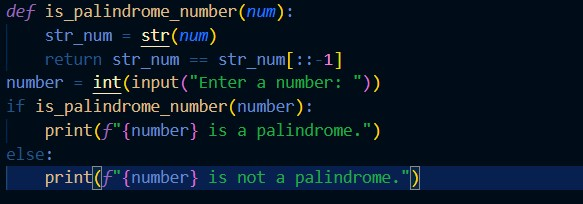 def is_palindrome_number(num):
    str_num = str(num)
    return str_num == str_num[::-1]
number = int(input("Enter a number: "))
if is_palindrome_number(number):
    print(f"{number} is a palindrome.")
else:
    print(f"{number} is not a palindrome.")